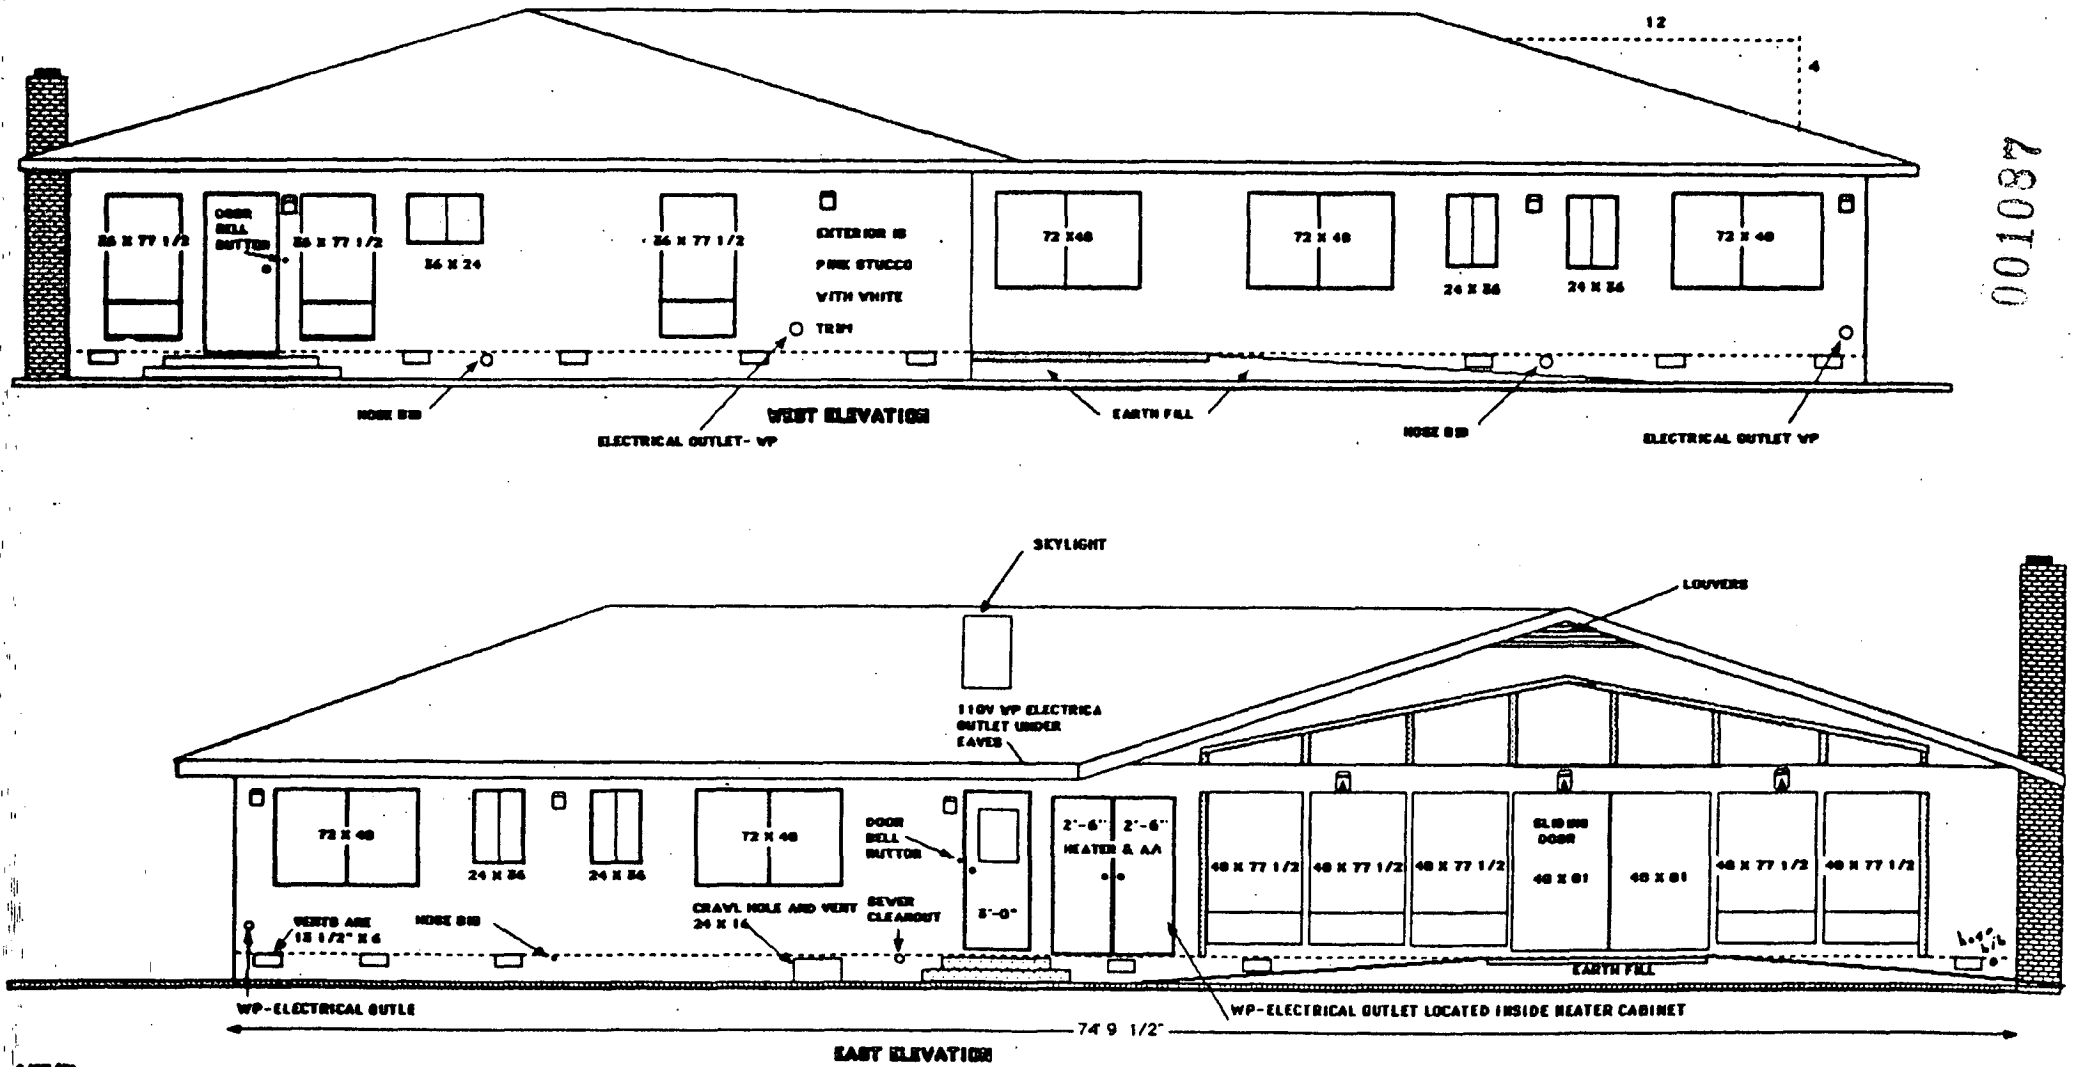 12
4
001087
DOOR
BELL
BUTTON
36 X 77 1/2
36 X 77 1/2
36 X 24
36 X 77 1/2
EXTERIOR IS
PINK STUCCO
WITH WHITE
TRIM
72 X48
72 X 48
24 X 36
24 X 36
72 X 48
HOSE BIB
WEST ELEVATION
ELECTRICAL OUTLET- WP
EARTH FILL
HOSE BIB
ELECTRICAL OUTLET WP
SKYLIGHT
LOUVERS
110V WP ELECTRICA
OUTLET UNDER
EAVES
72 X 48
24 X 36
24 X 36
72 X 48
DOOR
BELL
BUTTON
3'-0"
2'-6" 2'-6"
HEATER & A/
48 X 77 1/2
48 X 77 1/2
48 X 77 1/2
SLIDING
DOOR
48 X 81
48 X 81
48 X 77 1/2
48 X 77 1/2
VENTS ARE
13 1/2" X 6
HOSE BIB
CRAWL HOLE AND VENT
24 X 16
SEWER
CLEANOUT
EARTH FILL
hose
bib
WP-ELECTRICAL OUTLE
WP-ELECTRICAL OUTLET LOCATED INSIDE HEATER CABINET
74' 9 1/2"
EAST ELEVATION